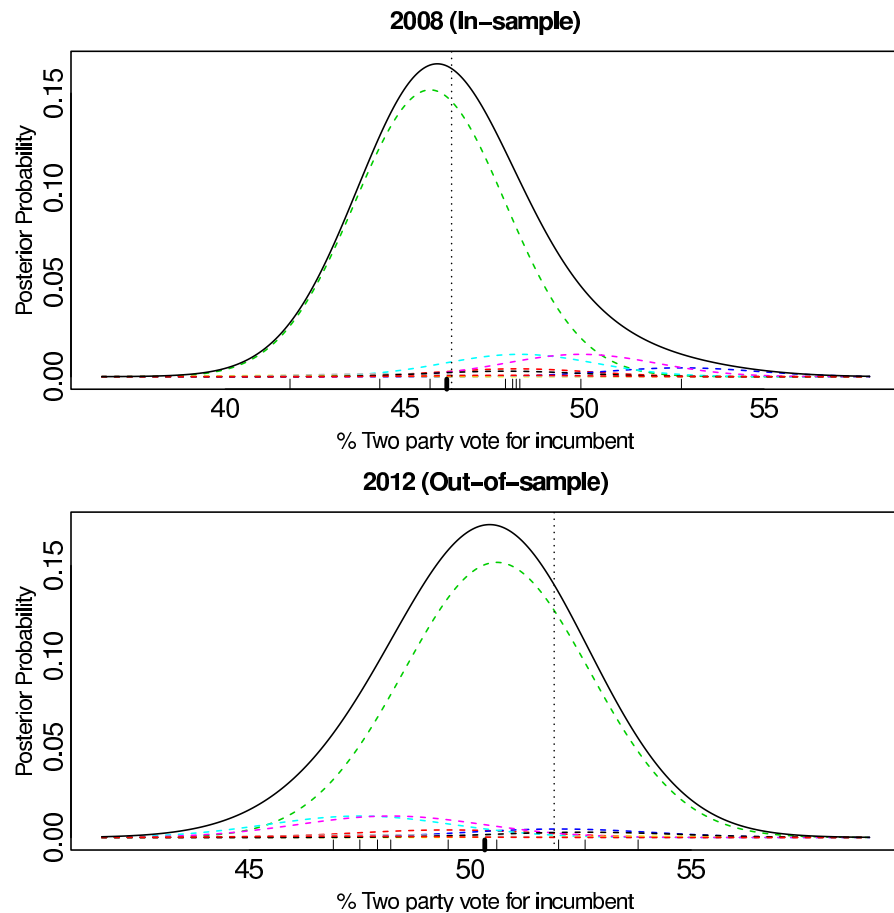 2008 (In−sample)
Posterior Probability
0.15
0.10
0.05
0.00
40 45 50 55
% Two party vote for incumbent
2012 (Out−of−sample)
Posterior Probability
0.15
0.10
0.05
0.00
45 50 55
% Two party vote for incumbent